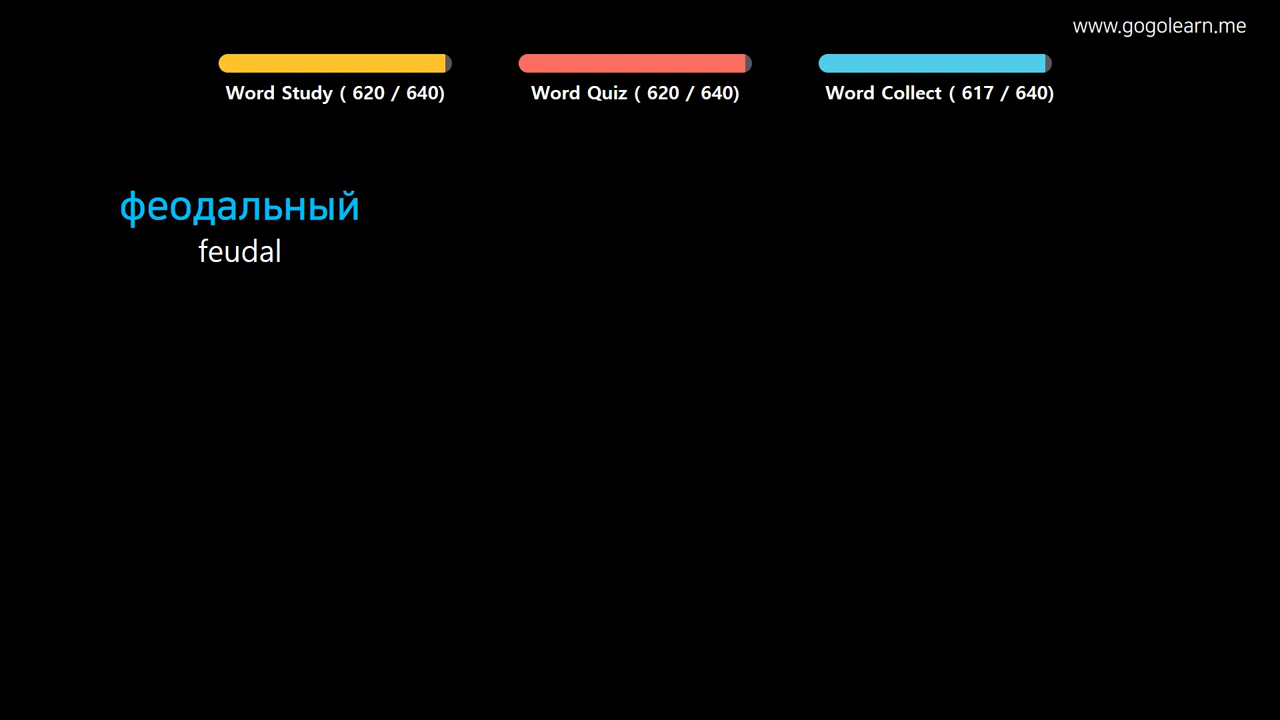 www.gogolearn.me
Word Study ( 620 / 640)
Word Quiz ( 620 / 640)
Word Collect ( 617 / 640)
феодальный
feudal